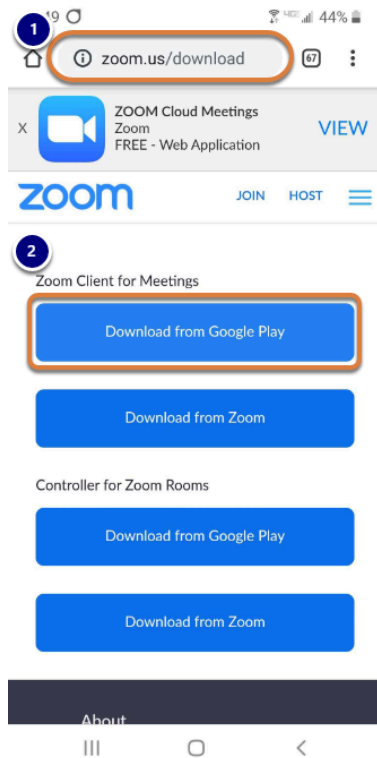 1
:19
44%
zoom.us/download
67
X
ZOOM Cloud Meetings
Zoom
FREE - Web Application
VIEW
zoom
JOIN HOST
2
Zoom Client for Meetings
Download from Google Play
Download from Zoom
Controller for Zoom Rooms
Download from Google Play
Download from Zoom
About